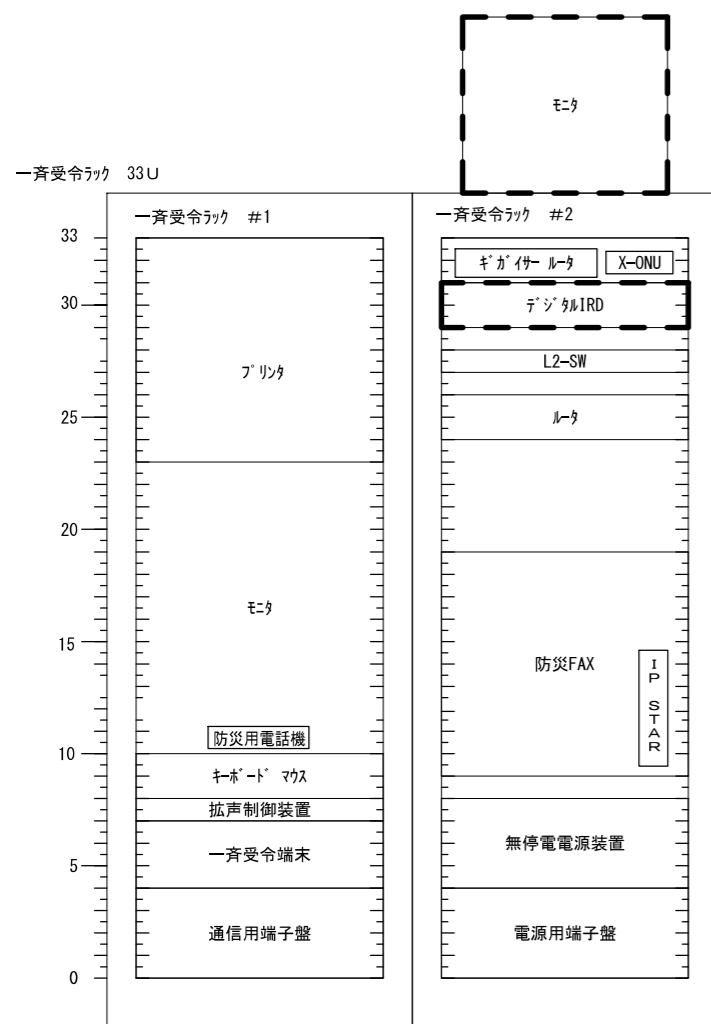 モニタ
一斉受令ラック 33U
一斉受令ラック #1
一斉受令ラック #2
33
30
25
20
15
10
5
0
プリンタ
モニタ
防災用電話機
キーボード マウス
拡声制御装置
一斉受令端末
通信用端子盤
ギガイサー ルータ
X-ONU
デジタルIRD
L2-SW
ルータ
防災FAX
IP STAR
無停電電源装置
電源用端子盤